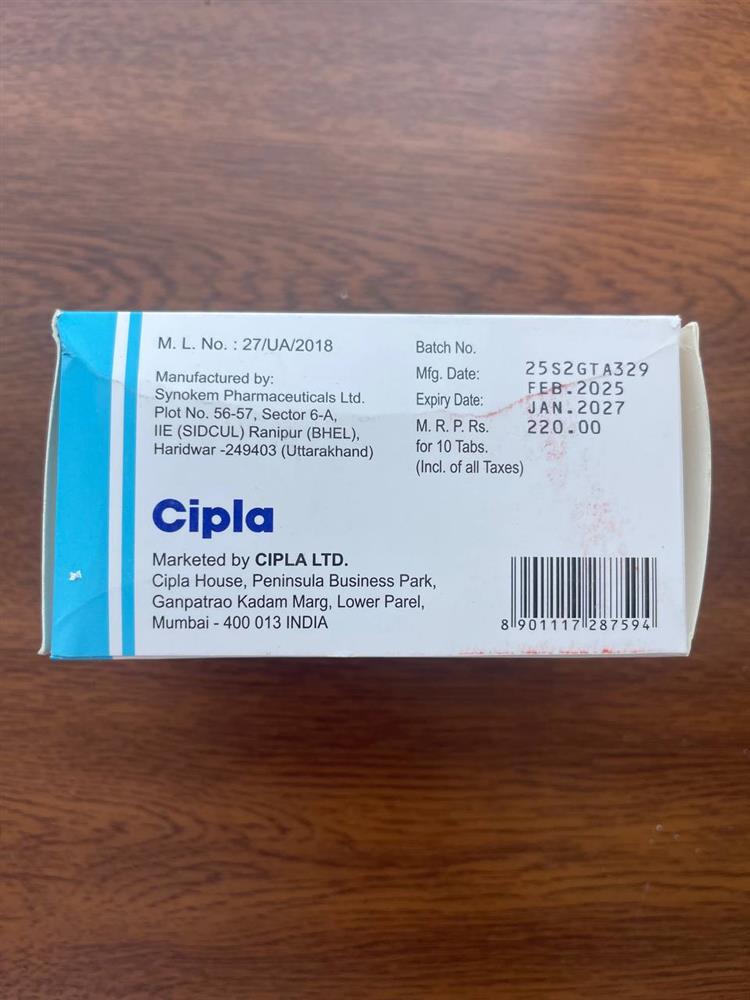 M. L. No. : 27/UA/2018
Manufactured by:
Synokem Pharmaceuticals Ltd.
Plot No. 56-57, Sector 6-A,
IIE (SIDCUL) Ranipur (BHEL),
Haridwar -249403 (Uttarakhand)
Batch No. 25S2GTA329
Mfg. Date: FEB.2025
Expiry Date: JAN.2027
M. R. P. Rs. 220.00
for 10 Tabs.
(Incl. of all Taxes)
Cipla
Marketed by CIPLA LTD.
Cipla House, Peninsula Business Park,
Ganpatrao Kadam Marg, Lower Parel,
Mumbai - 400 013 INDIA
8 901117 287594